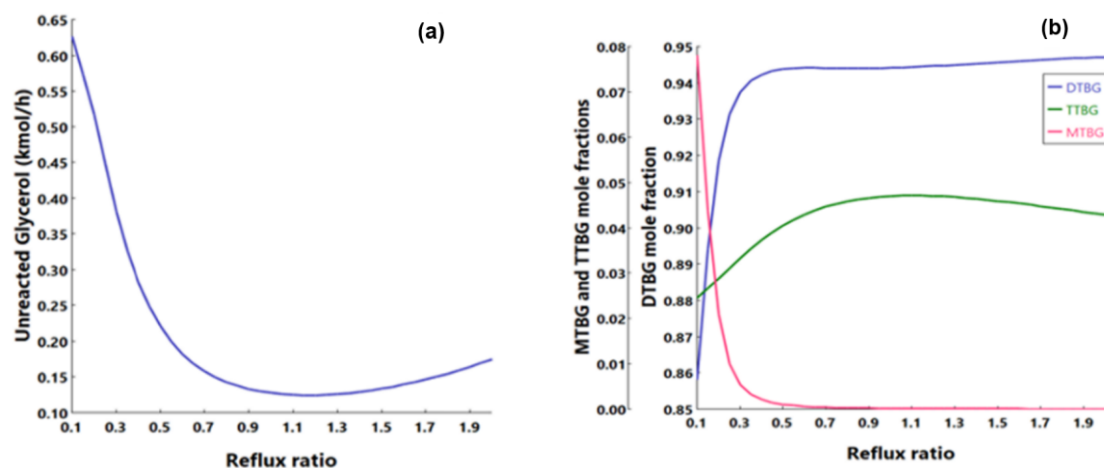 (a)
Unreacted Glycerol (kmol/h)
0.65
0.60
0.55
0.50
0.45
0.40
0.35
0.30
0.25
0.20
0.15
0.10
0.1 0.3 0.5 0.7 0.9 1.1 1.3 1.5 1.7 1.9
Reflux ratio
(b)
MTBG and TTBG mole fractions
0.08
0.07
0.06
0.05
0.04
0.03
0.02
0.01
0.00
DTBG mole fraction
0.95
0.94
0.93
0.92
0.91
0.90
0.89
0.88
0.87
0.86
0.85
DTBG
TTBG
MTBG
0.1 0.3 0.5 0.7 0.9 1.1 1.3 1.5 1.7 1.9
Reflux ratio